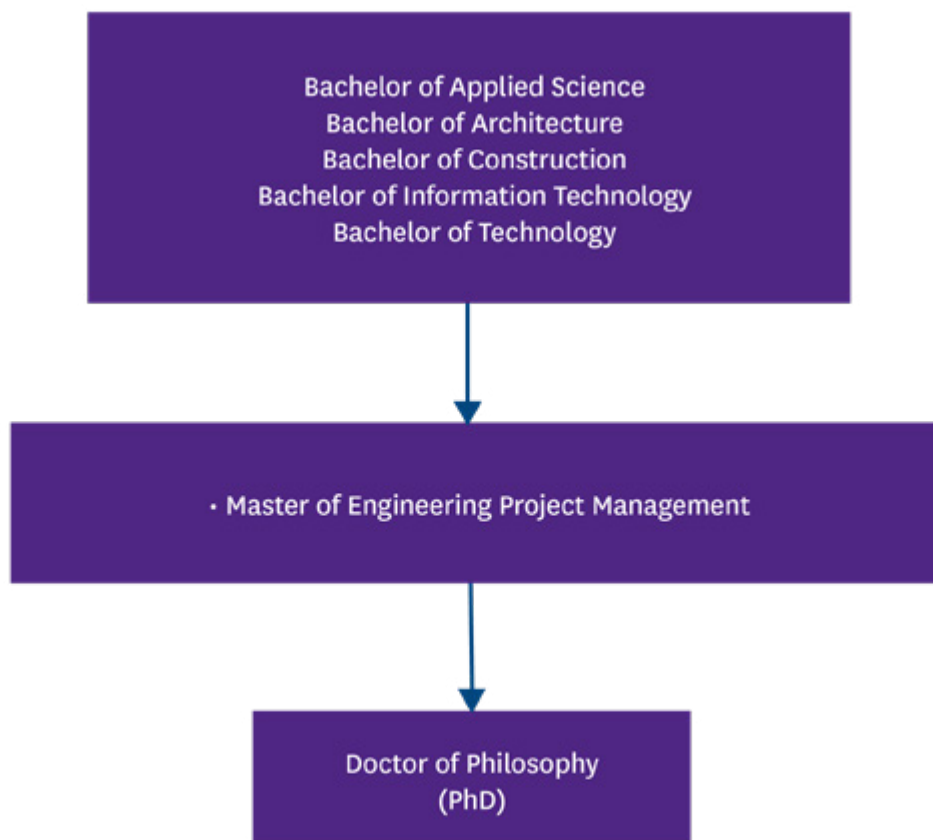 Bachelor of Applied Science
Bachelor of Architecture
Bachelor of Construction
Bachelor of Information Technology
Bachelor of Technology
· Master of Engineering Project Management
Doctor of Philosophy
(PhD)